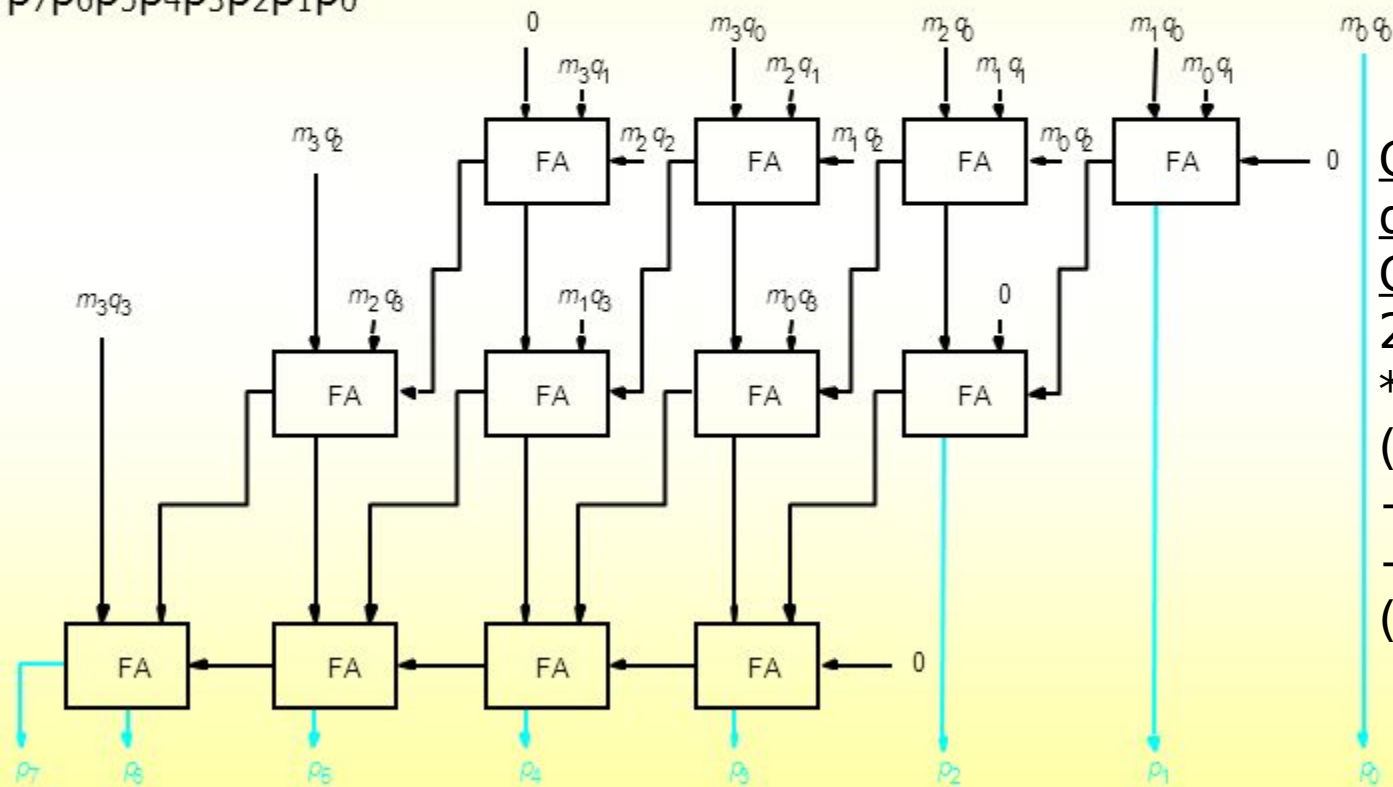 p7p6p5p4p3p2p1p0
0 m3q0 m2q0 m1q0 m0q0
m3q1 m2q1 m1q1 m0q1
m3q2 FA m2q2 FA m1q2 FA m0q2 FA 0
m3q3 m2q3 m1q3 m0q3 0
FA FA FA FA
FA FA FA FA 0
p7 p6 p5 p4 p3 p2 p1 p0
2
*
(
(